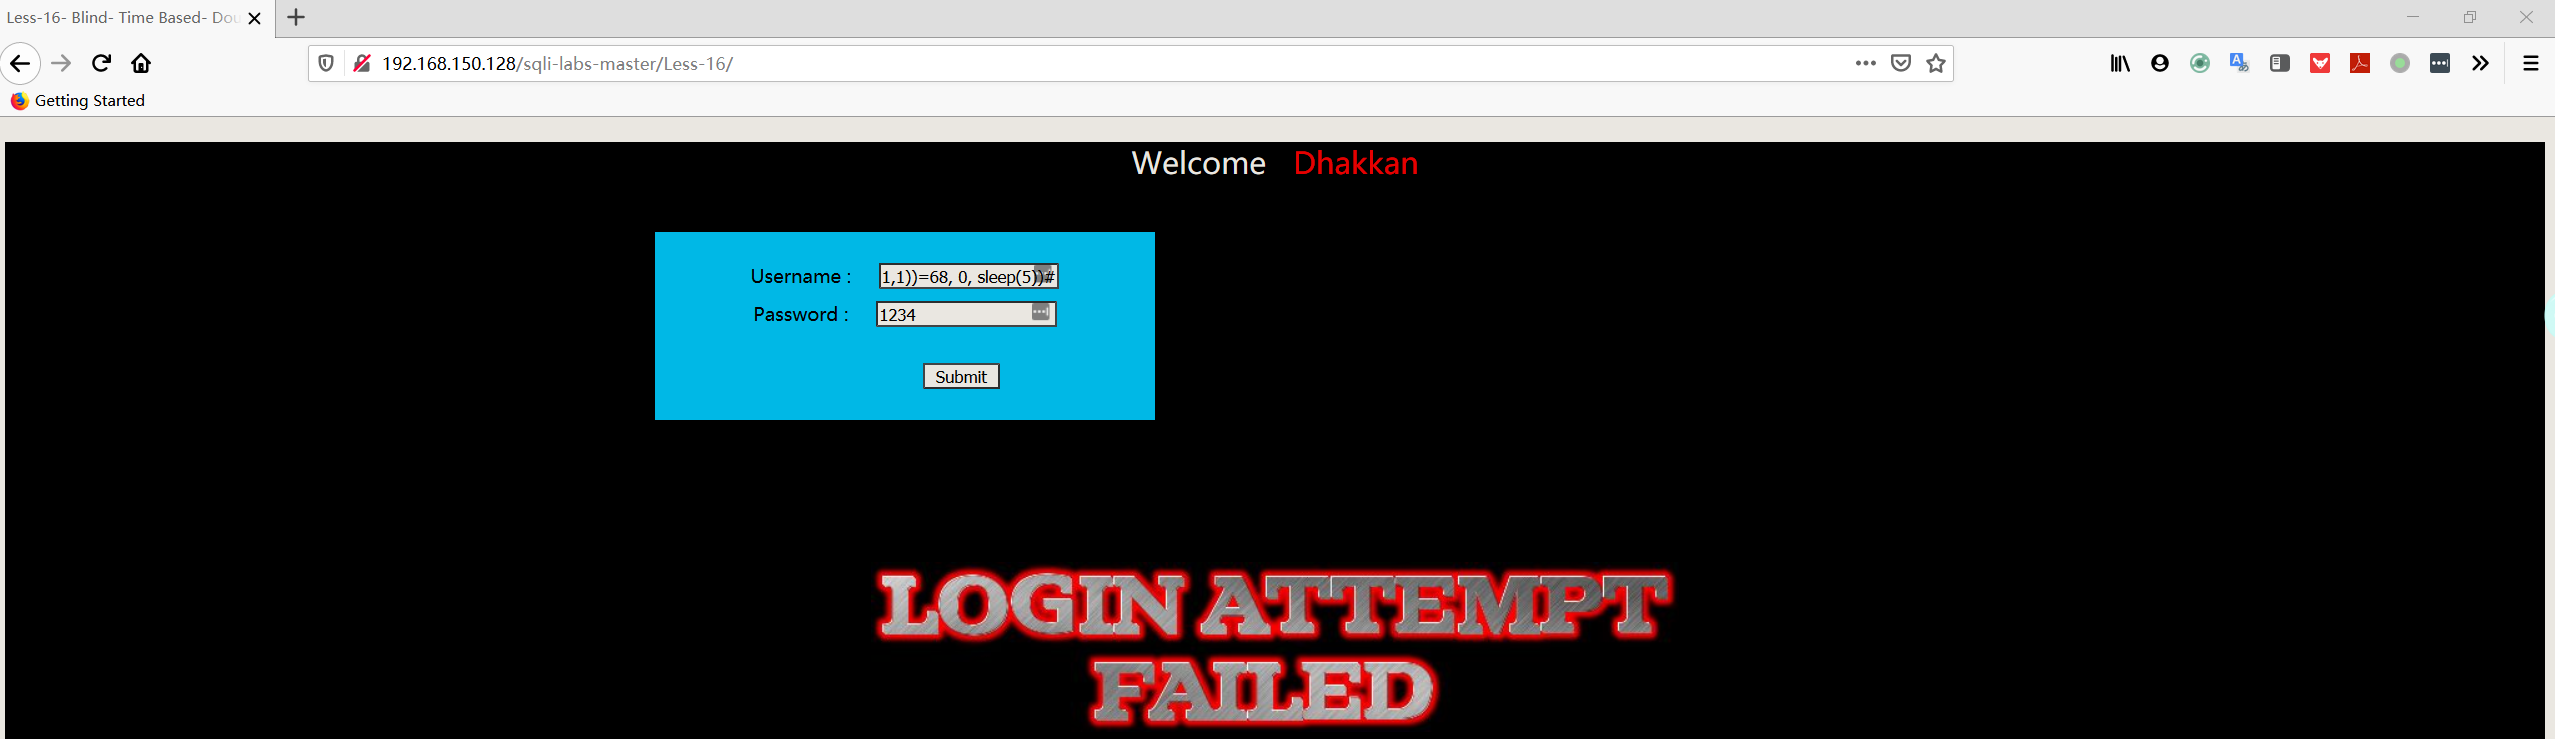 Less-16- Blind- Time Based- Dou
192.168.150.128/sqli-labs-master/Less-16/
Getting Started
Welcome Dhakkan
Username : 1,1))=68, 0, sleep(5))#
Password : 1234
Submit
LOGIN ATTEMPT
FAILED